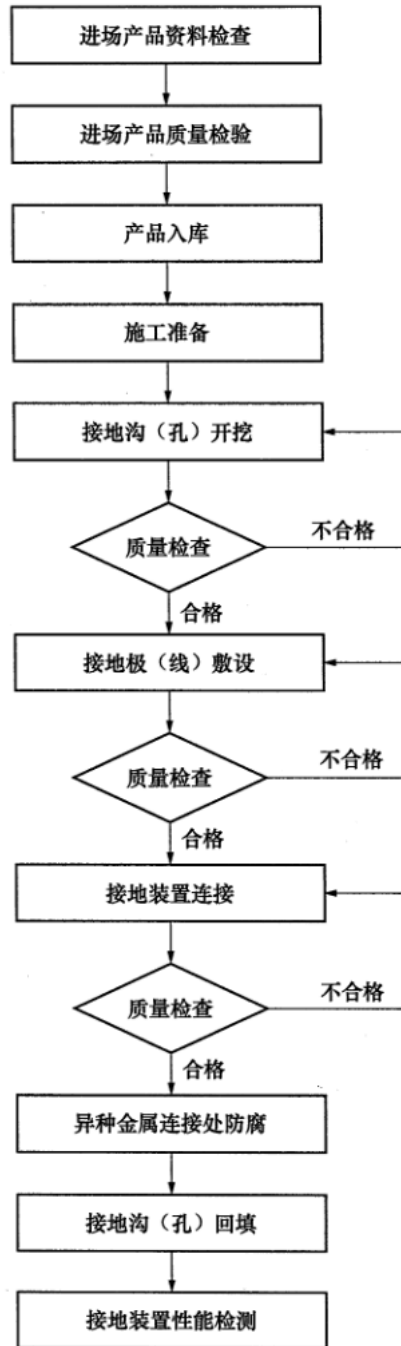 进场产品资料检查
进场产品质量检验
产品入库
施工准备
接地沟（孔）开挖
质量检查
不合格
合格
接地极（线）敷设
质量检查
不合格
合格
接地装置连接
质量检查
不合格
合格
异种金属连接处防腐
接地沟（孔）回填
接地装置性能检测